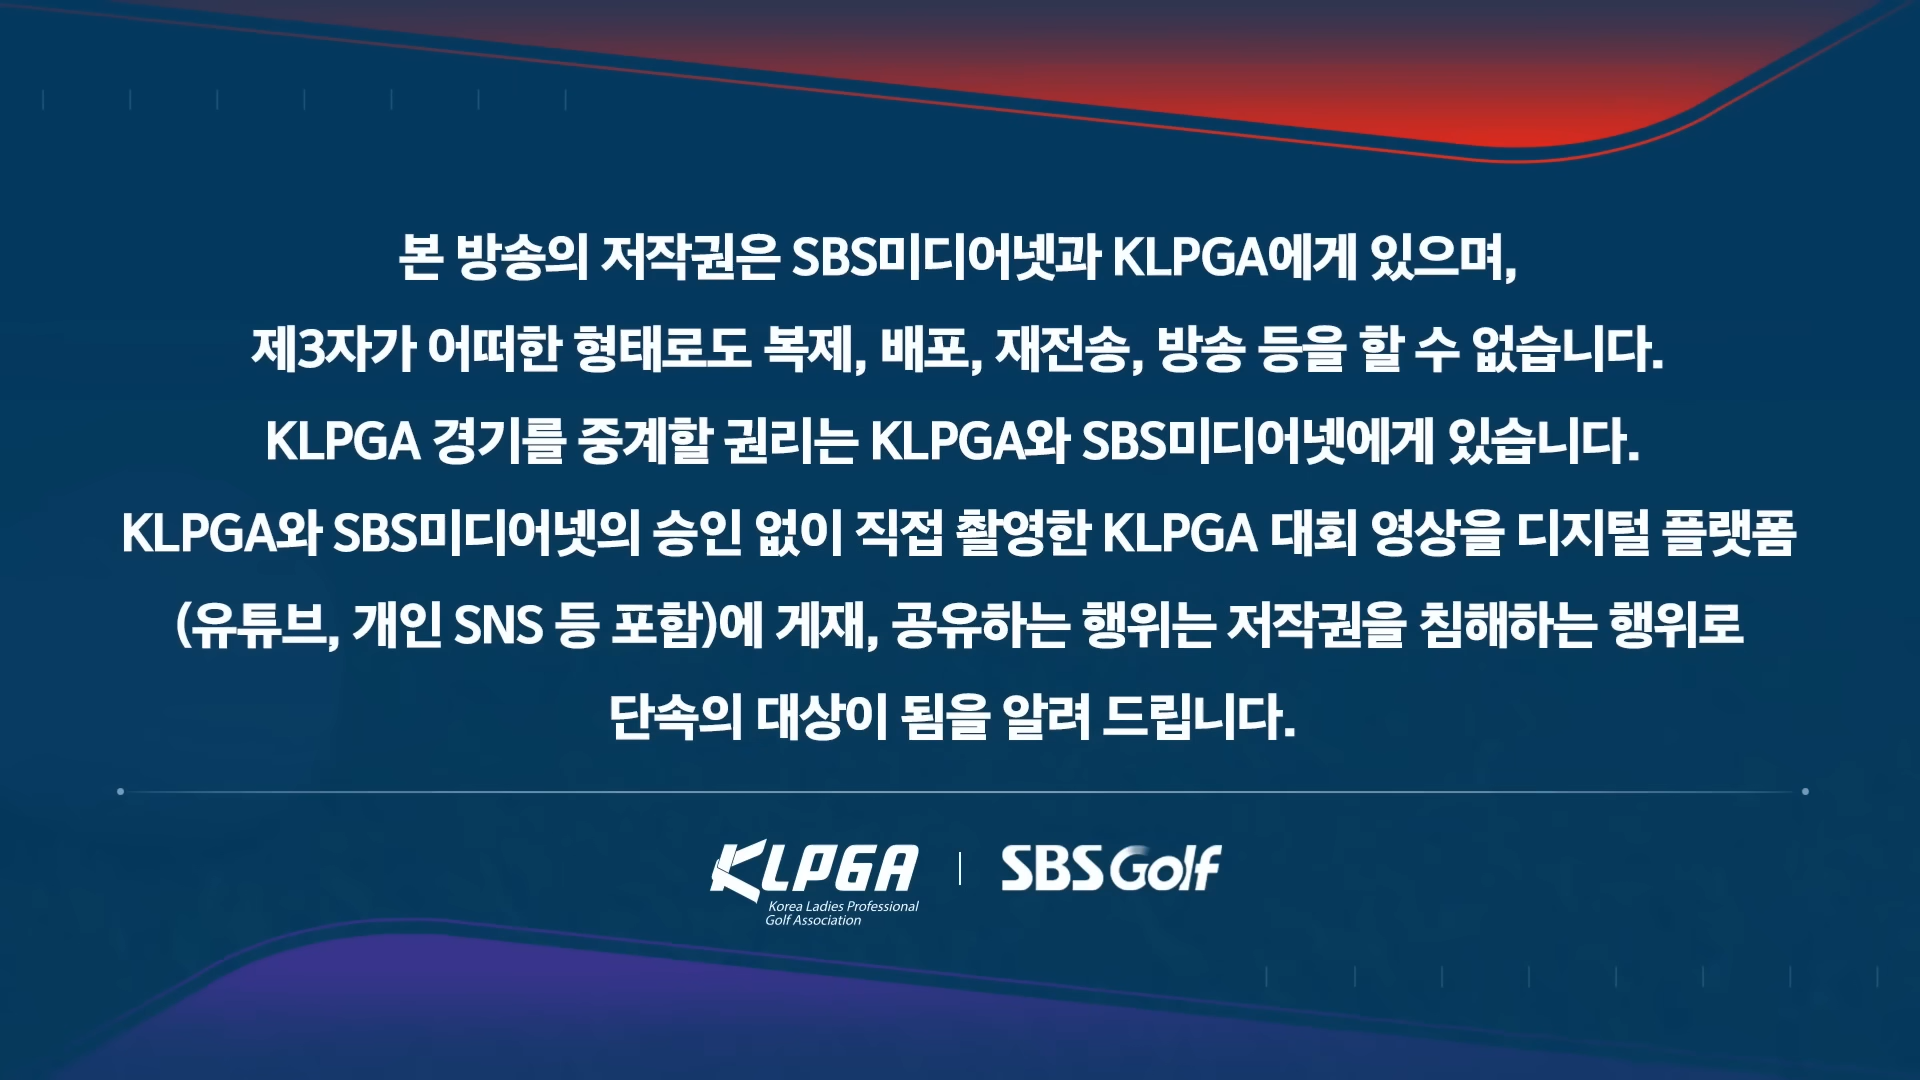 본 방송의 저작권은 SBS미디어넷과 KLPGA에게 있으며,
제3자가 어떠한 형태로도 복제, 배포, 재전송, 방송 등을 할 수 없습니다.
KLPGA 경기를 중계할 권리는 KLPGA와 SBS미디어넷에게 있습니다.
KLPGA와 SBS미디어넷의 승인 없이 직접 촬영한 KLPGA 대회 영상을 디지털 플랫폼
(유튜브, 개인 SNS 등 포함)에 게재, 공유하는 행위는 저작권을 침해하는 행위로
단속의 대상이 됨을 알려 드립니다.
KLPGA
Korea Ladies Professional
Golf Association
SBS Golf